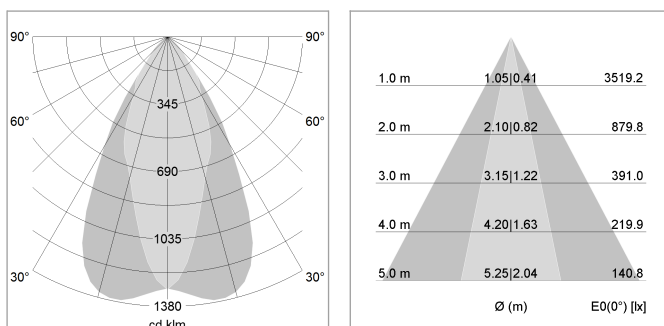 90° 90°
345
60° 60°
690
1035
30° 30°
1380
cd klm
1.0 m 1.05|0.41 3519.2
2.0 m 2.10|0.82 879.8
3.0 m 3.15|1.22 391.0
4.0 m 4.20|1.63 219.9
5.0 m 5.25|2.04 140.8
Ø (m) E0(0°) [lx]